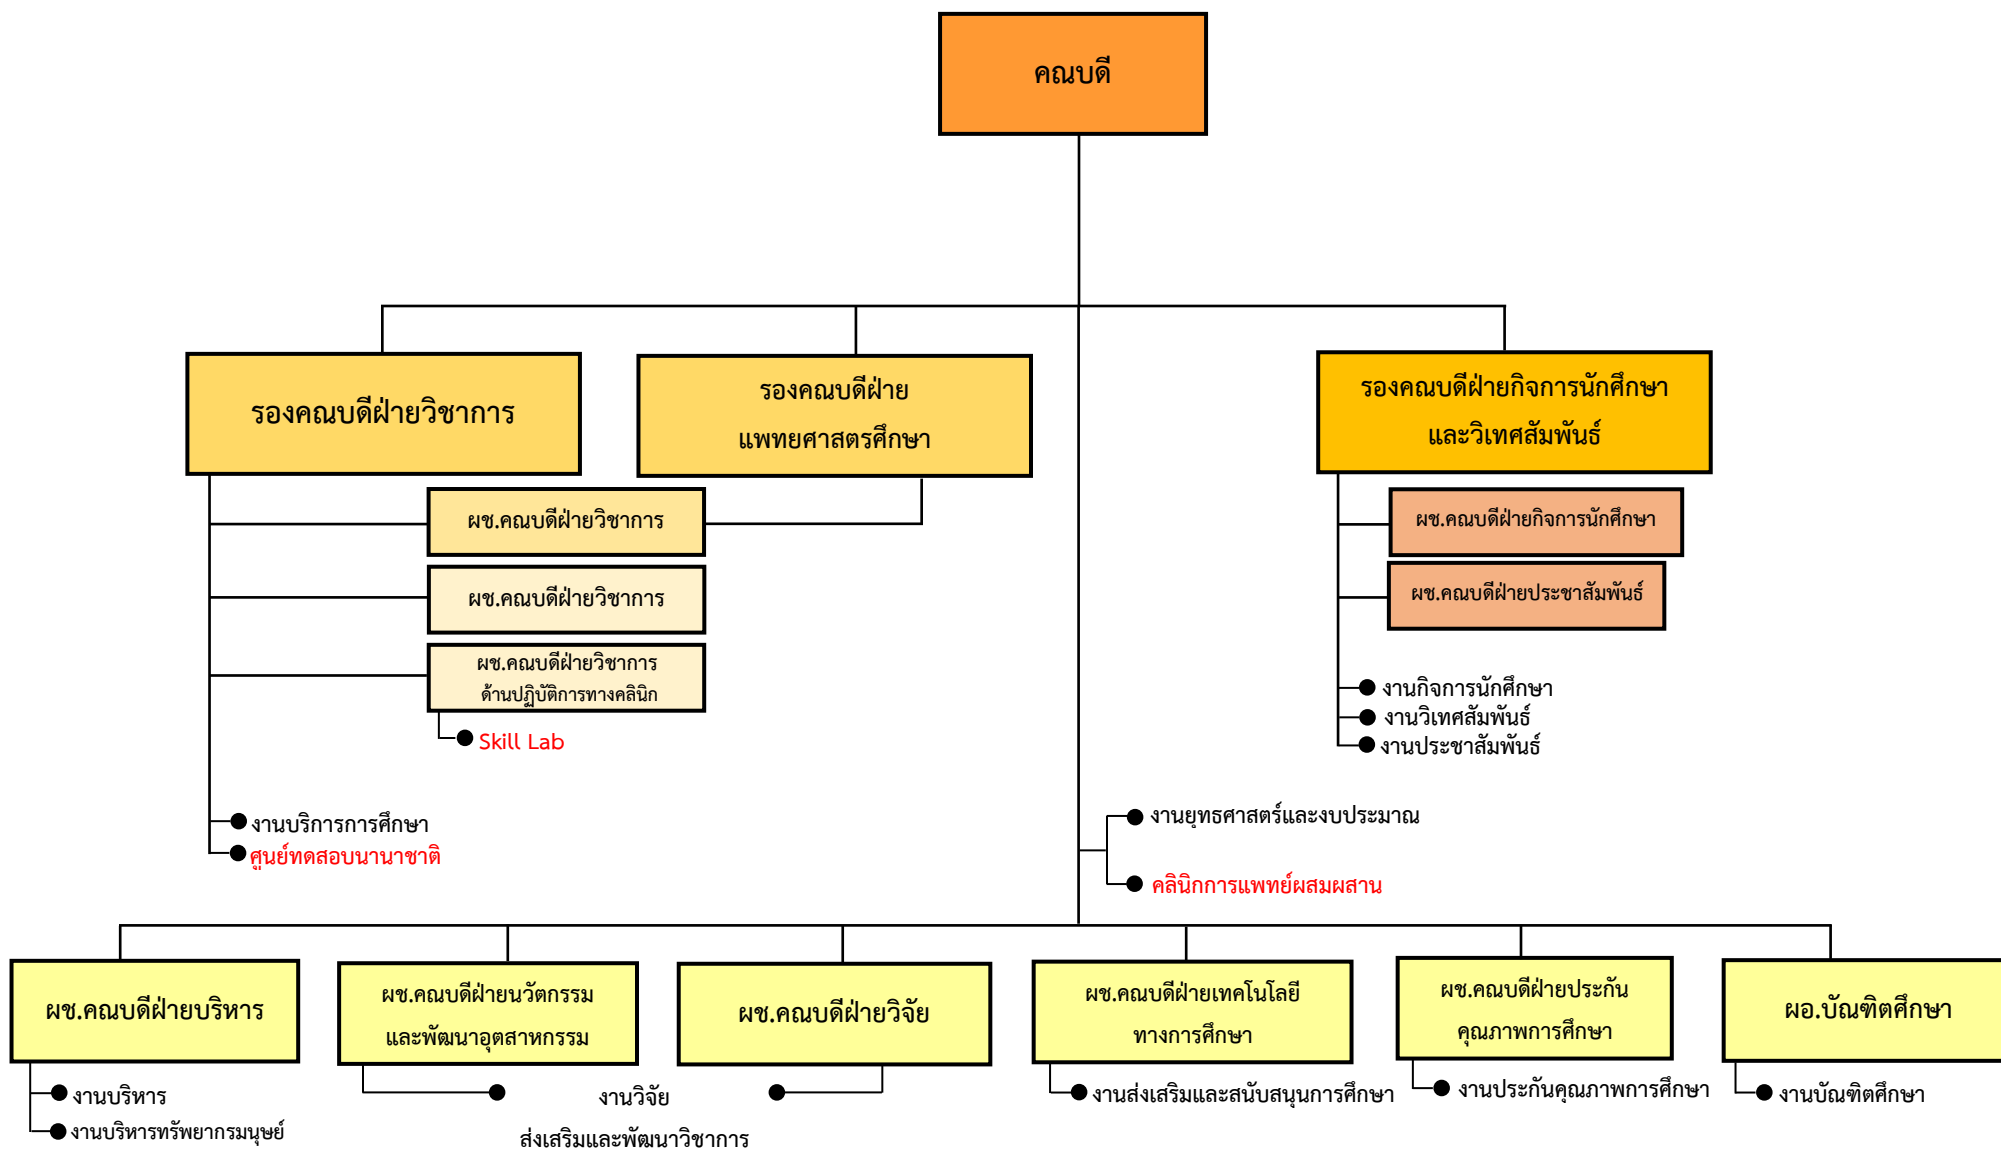 คณบดี
รองคณบดีฝ่ายวิชาการ
รองคณบดีฝ่าย
แพทยศาสตรศึกษา
รองคณบดีฝ่ายกิจการนักศึกษา
และวิเทศสัมพันธ์
ผช.คณบดีฝ่ายวิชาการ
ผช.คณบดีฝ่ายวิชาการ
ผช.คณบดีฝ่ายวิชาการ
ด้านปฏิบัติการทางคลินิก
Skill Lab
ผช.คณบดีฝ่ายกิจการนักศึกษา
ผช.คณบดีฝ่ายประชาสัมพันธ์
งานกิจการนักศึกษา
งานวิเทศสัมพันธ์
งานประชาสัมพันธ์
งานบริการการศึกษา
ศูนย์ทดสอบนานาชาติ
งานยุทธศาสตร์และงบประมาณ
คลินิกการแพทย์ผสมผสาน
ผช.คณบดีฝ่ายบริหาร
ผช.คณบดีฝ่ายนวัตกรรม
และพัฒนาอุตสาหกรรม
ผช.คณบดีฝ่ายวิจัย
ผช.คณบดีฝ่ายเทคโนโลยี
ทางการศึกษา
ผช.คณบดีฝ่ายประกัน
คุณภาพการศึกษา
ผอ.บัณฑิตศึกษา
งานบริหาร
งานบริหารทรัพยากรมนุษย์
งานวิจัย
ส่งเสริมและพัฒนาวิชาการ
งานส่งเสริมและสนับสนุนการศึกษา
งานประกันคุณภาพการศึกษา
งานบัณฑิตศึกษา